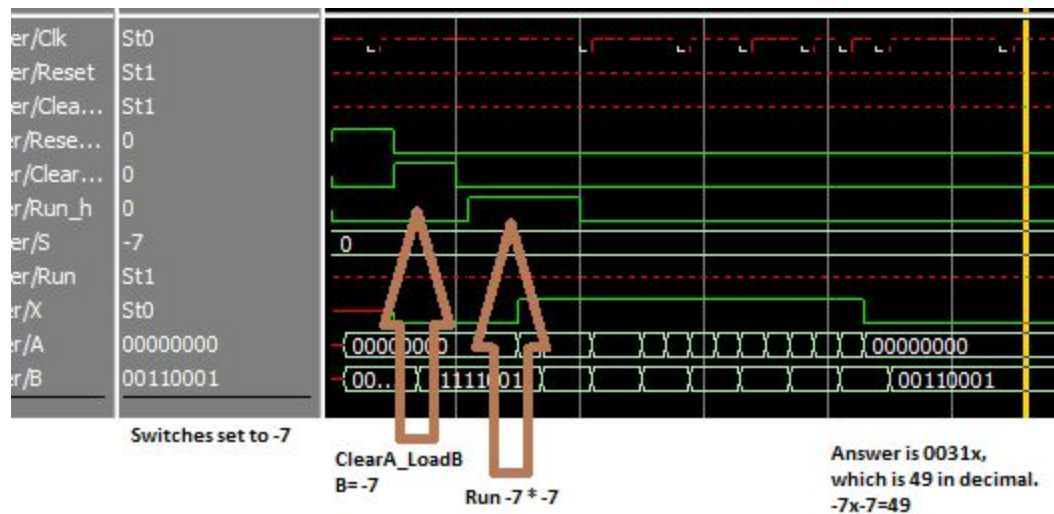 er/Clk St0
er/Reset St1
er/Clea... St1
er/Rese... 0
er/Clear... 0
er/Run_h 0
er/S -7 0
er/Run St1
er/X St0
er/A 00000000 00000000 00000000
er/B 00110001 00... 1111001 00110001
Switches set to -7
ClearA_LoadB
B= -7
Run -7 * -7
Answer is 0031x,
which is 49 in decimal.
-7x-7=49